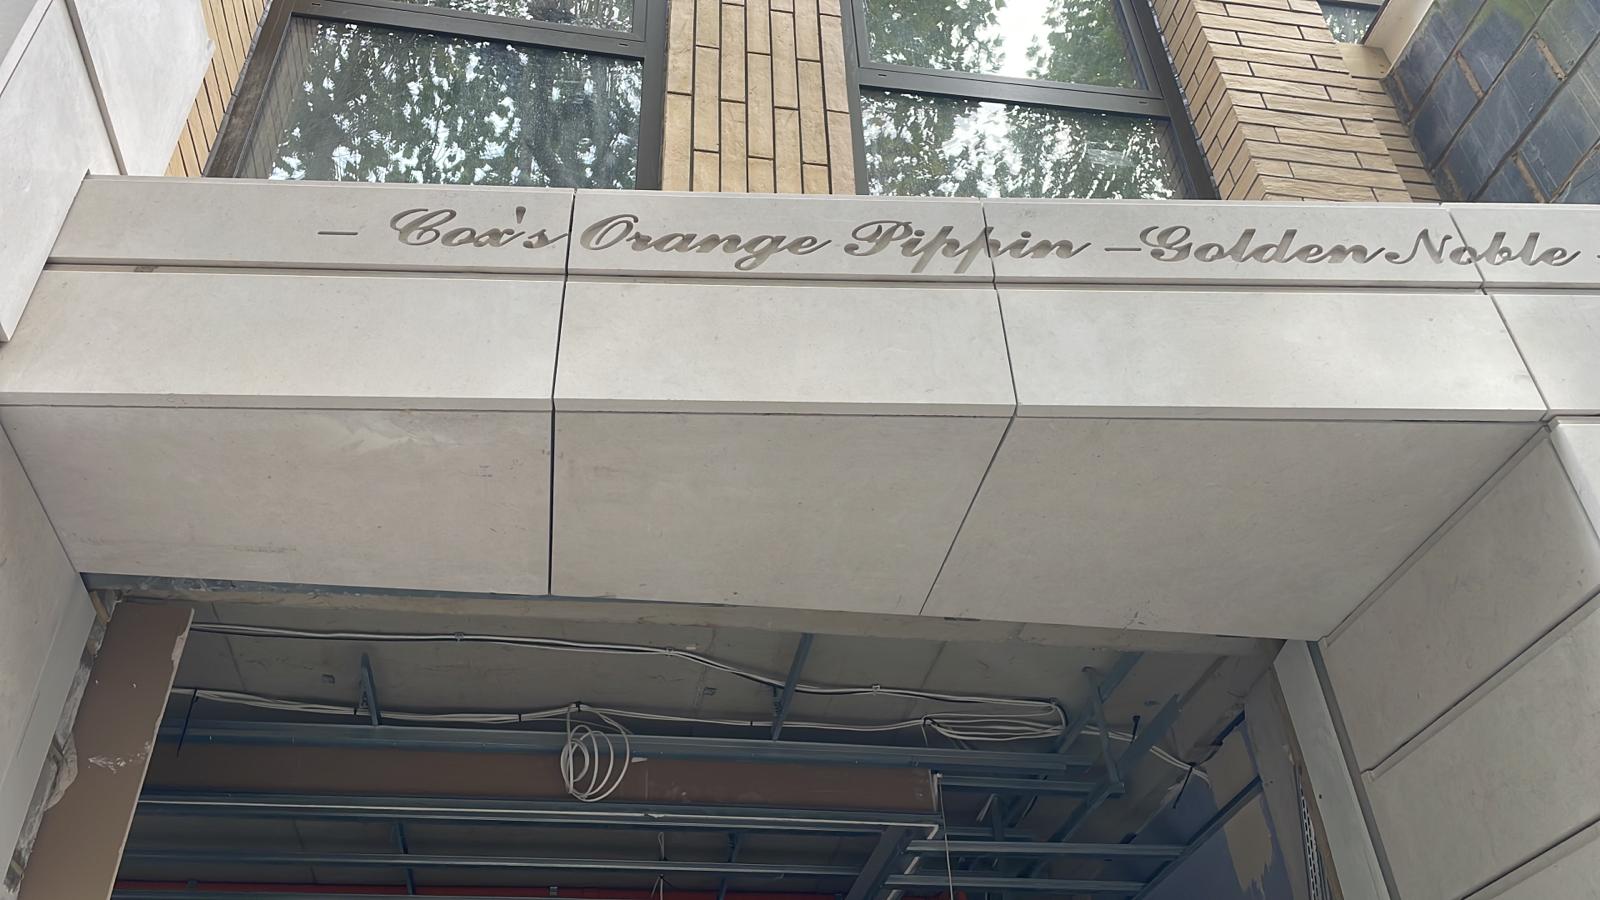 — Cox's Orange Pippin — Golden Noble -